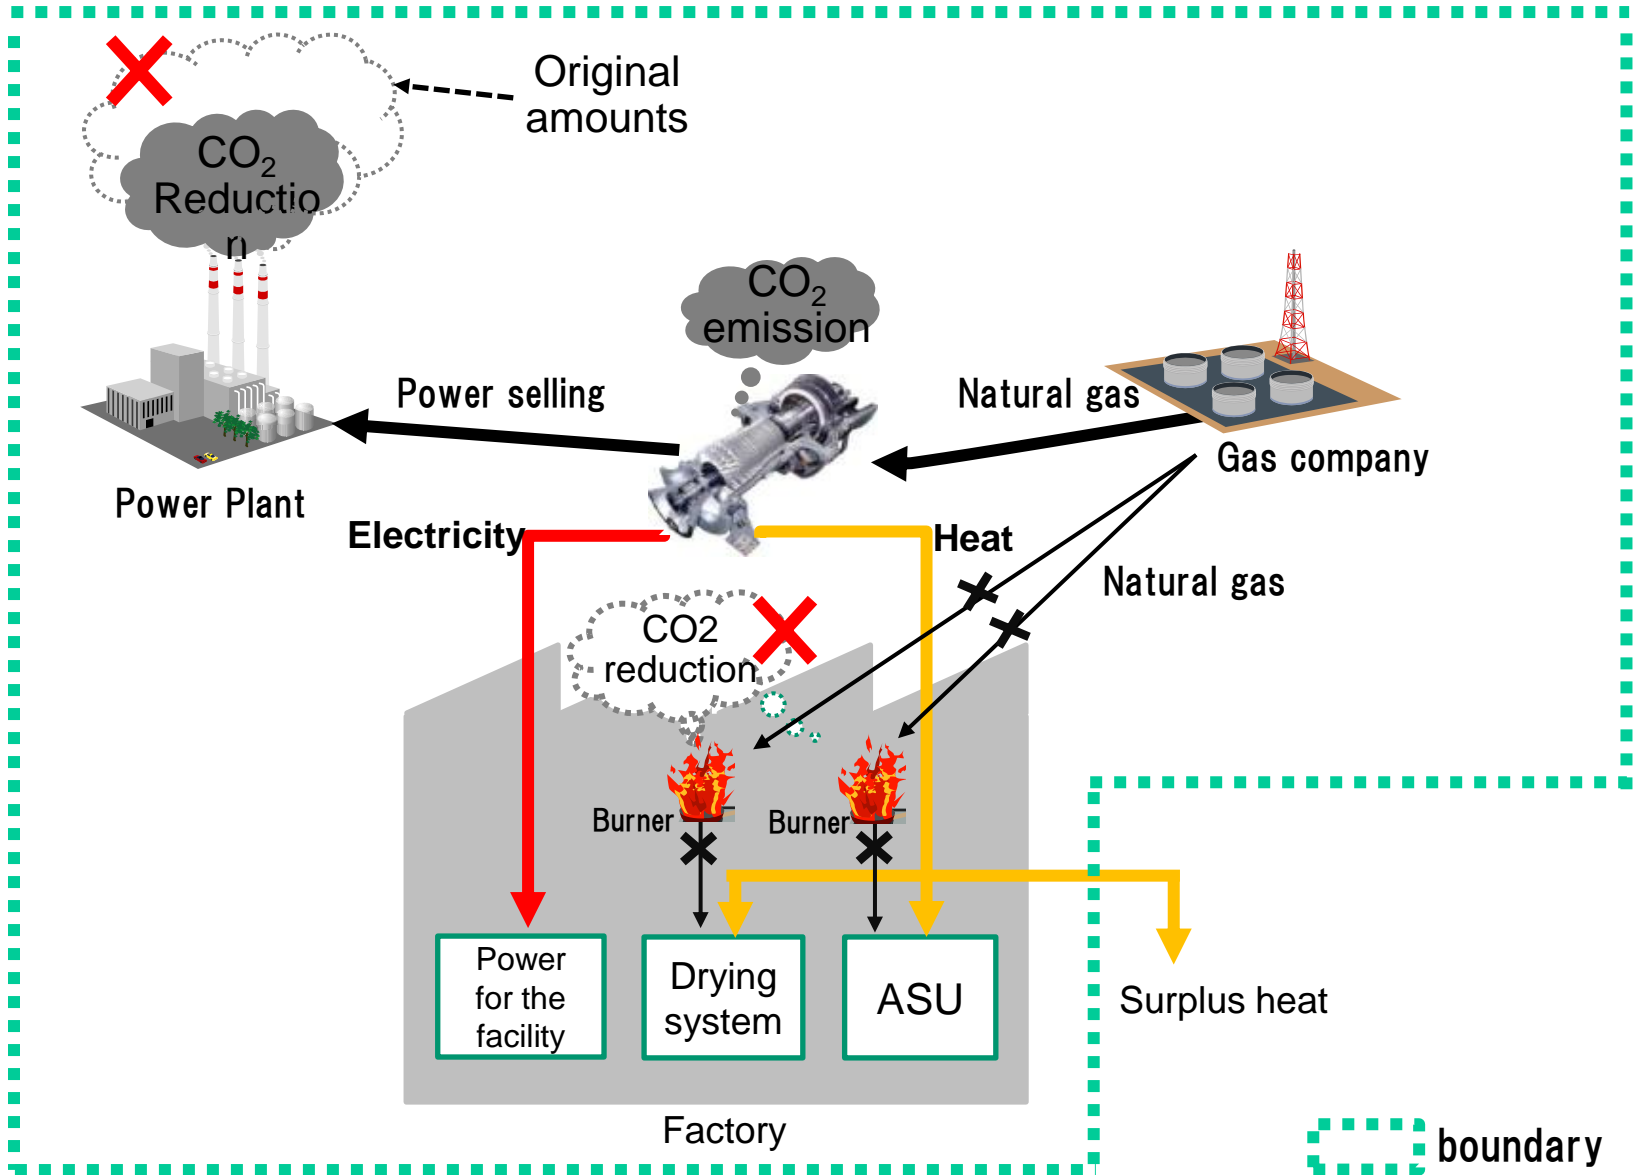 Original
amounts
CO₂
Reductio
n
CO₂
emission
Power selling
Natural gas
Gas company
Power Plant
Electricity
Heat
Natural gas
CO2
reduction
Burner
Burner
Power
for the
facility
Drying
system
ASU
Surplus heat
Factory
boundary